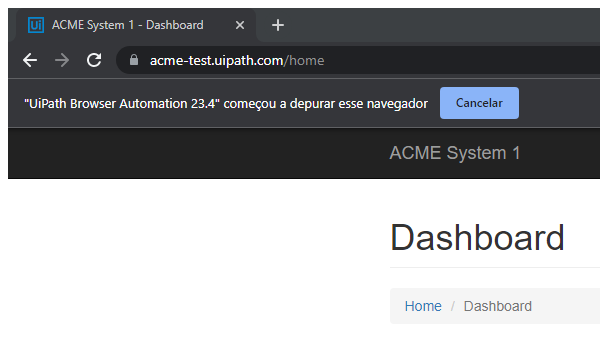 Ui ACME System 1 - Dashboard
acme-test.uipath.com/home
"UiPath Browser Automation 23.4" começou a depurar esse navegador Cancelar
ACME System 1
Dashboard
Home / Dashboard